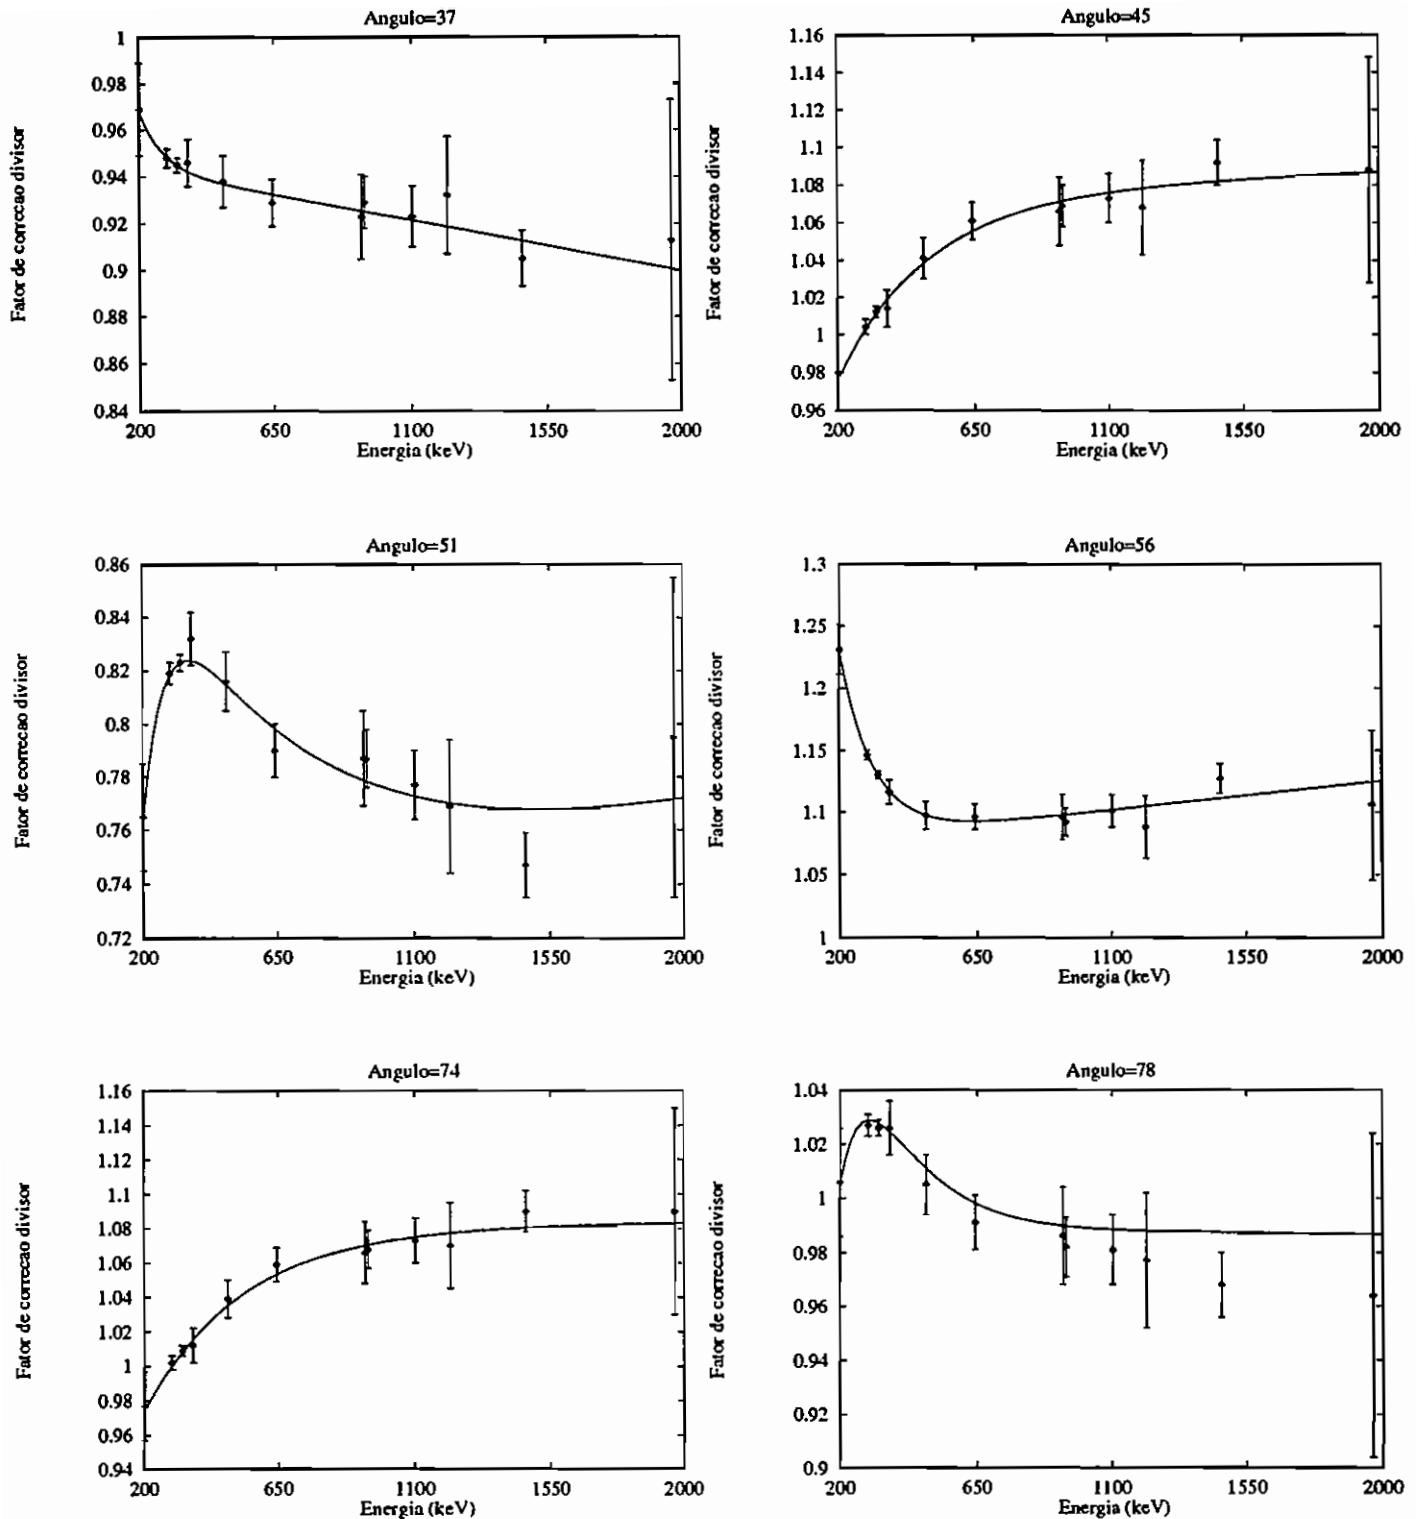 Angulo=37
1
0.98
0.96
0.94
0.92
0.9
0.88
0.86
0.84
200 650 1100 1550 2000
Energia (keV)
Fator de correcao divisor
Angulo=45
1.16
1.14
1.12
1.1
1.08
1.06
1.04
1.02
1
0.98
0.96
200 650 1100 1550 2000
Energia (keV)
Fator de correcao divisor
Angulo=51
0.86
0.84
0.82
0.8
0.78
0.76
0.74
0.72
200 650 1100 1550 2000
Energia (keV)
Fator de correcao divisor
Angulo=56
1.3
1.25
1.2
1.15
1.1
1.05
1
200 650 1100 1550 2000
Energia (keV)
Fator de correcao divisor
Angulo=74
1.16
1.14
1.12
1.1
1.08
1.06
1.04
1.02
1
0.98
0.96
0.94
200 650 1100 1550 2000
Energia (keV)
Fator de correcao divisor
Angulo=78
1.04
1.02
1
0.98
0.96
0.94
0.92
0.9
200 650 1100 1550 2000
Energia (keV)
Fator de correcao divisor